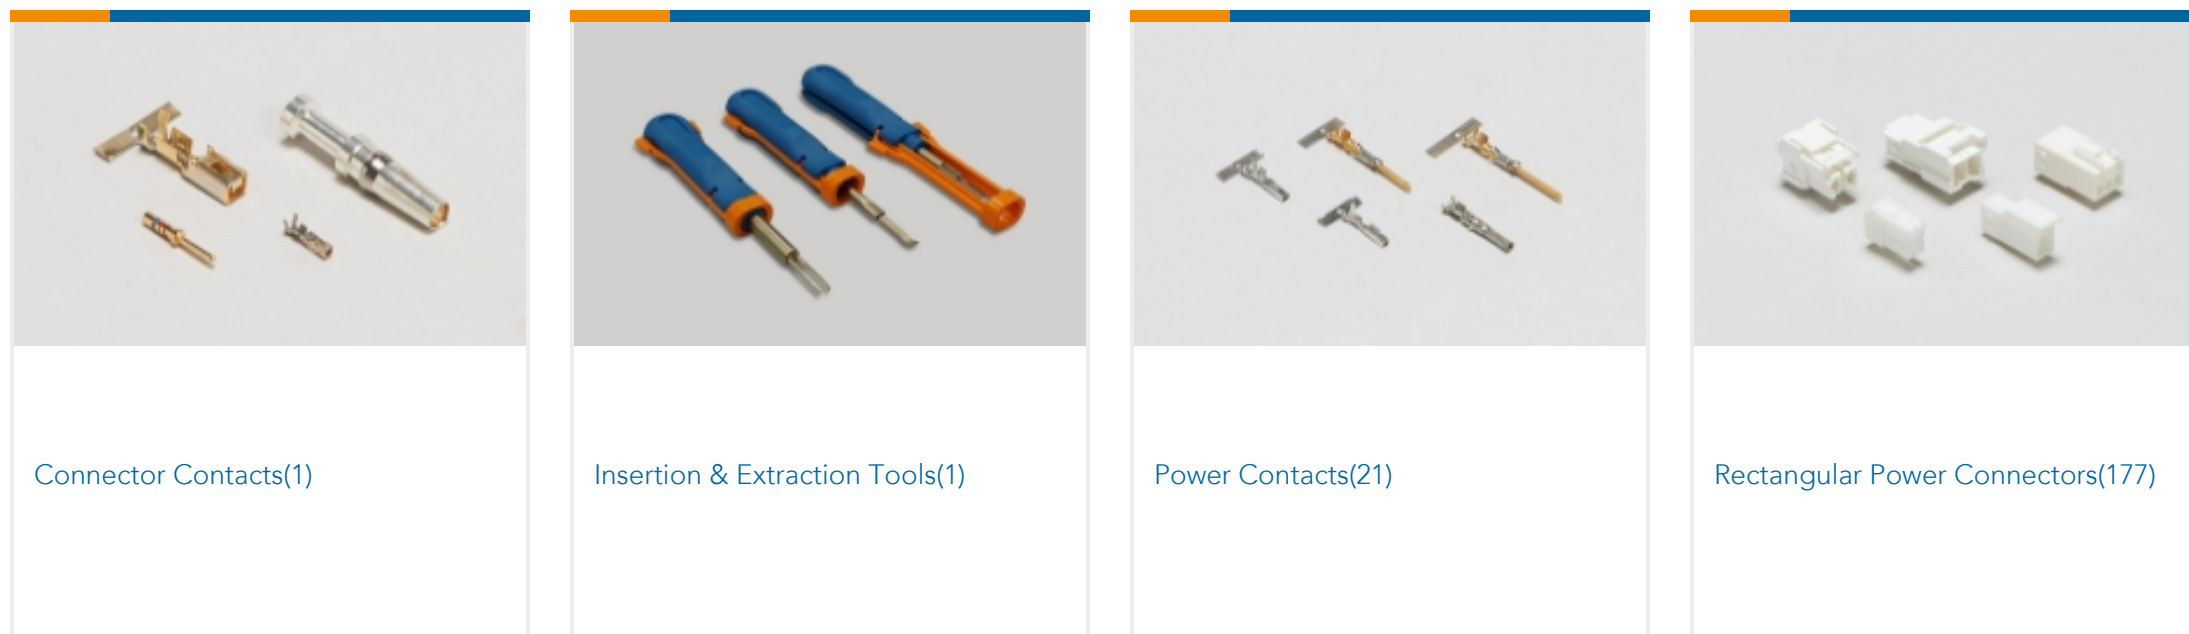 Connector Contacts(1)
Insertion & Extraction Tools(1)
Power Contacts(21)
Rectangular Power Connectors(177)